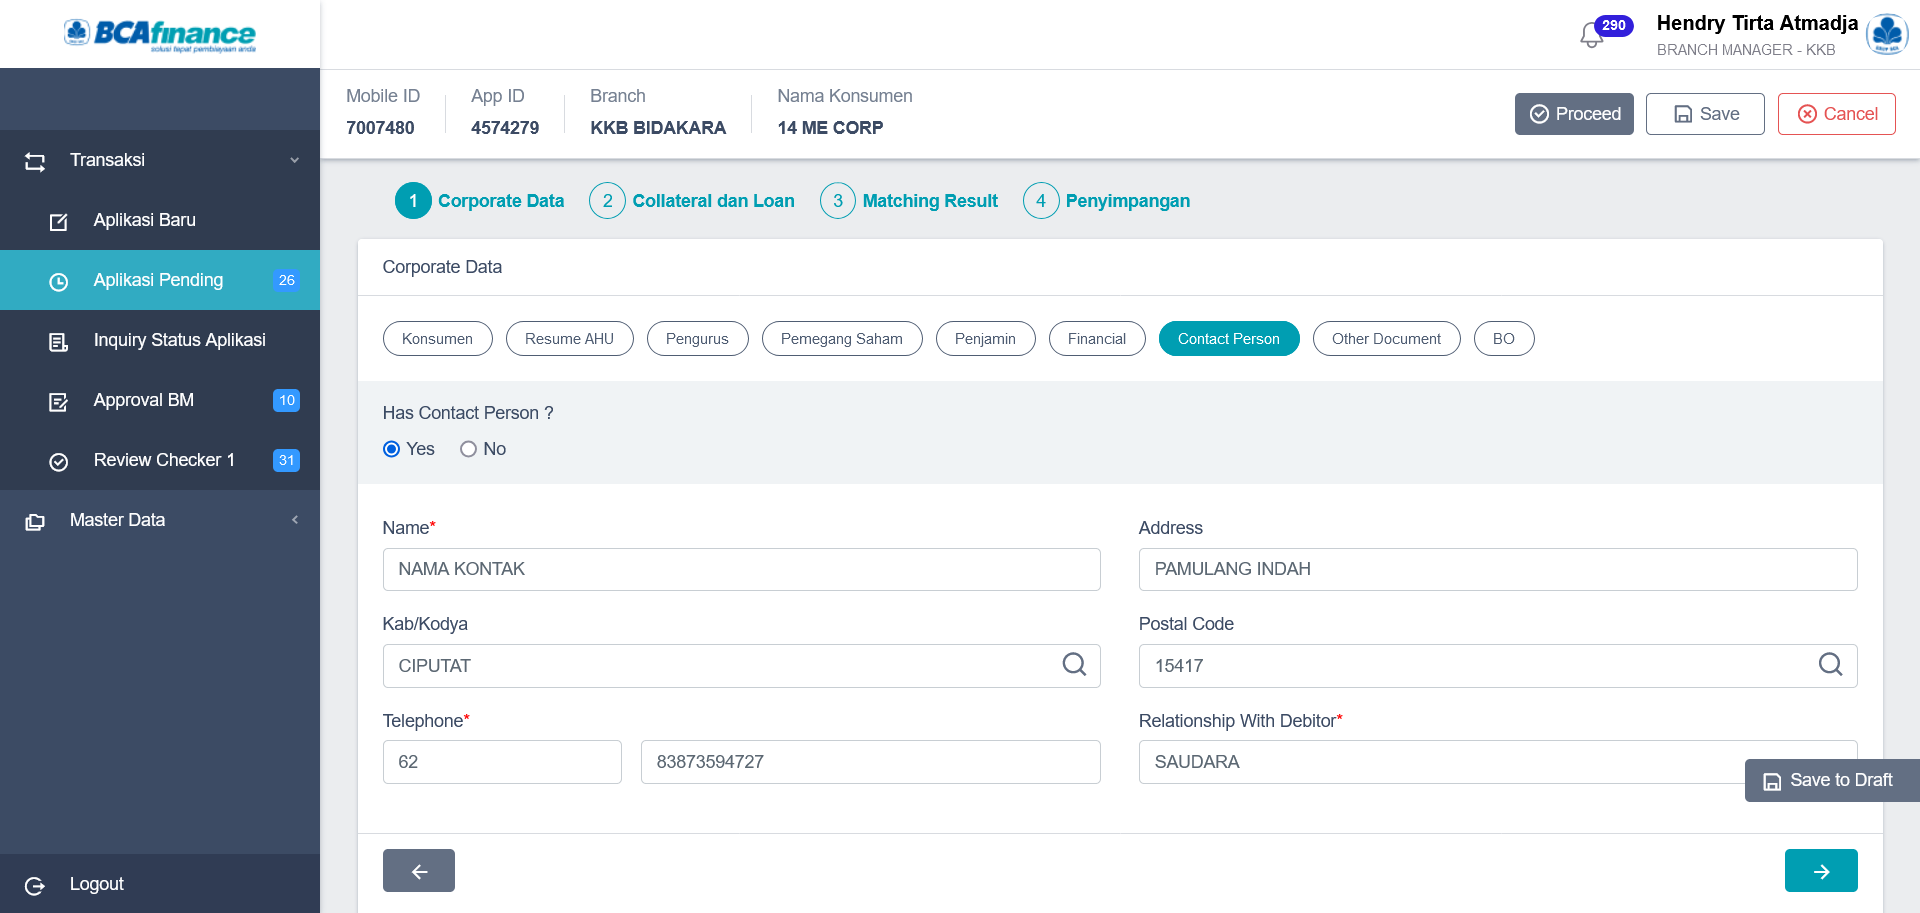 BCAfinance
solusi tepat pembiayaan anda
290
Hendry Tirta Atmadja
BRANCH MANAGER - KKB
Mobile ID
7007480
App ID
4574279
Branch
KKB BIDAKARA
Nama Konsumen
14 ME CORP
Proceed
Save
Cancel
Transaksi
Aplikasi Baru
Aplikasi Pending 26
Inquiry Status Aplikasi
Approval BM 10
Review Checker 1 31
Master Data
Logout
1 Corporate Data
2 Collateral dan Loan
3 Matching Result
4 Penyimpangan
Corporate Data
Konsumen
Resume AHU
Pengurus
Pemegang Saham
Penjamin
Financial
Contact Person
Other Document
BO
Has Contact Person ?
Yes No
Name*
NAMA KONTAK
Address
PAMULANG INDAH
Kab/Kodya
CIPUTAT
Postal Code
15417
Telephone*
62 83873594727
Relationship With Debitor*
SAUDARA
Save to Draft